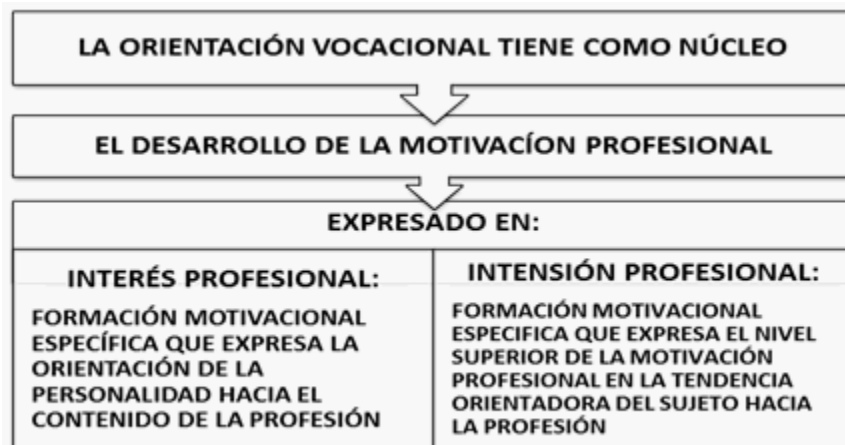 LA ORIENTACIÓN VOCACIONAL TIENE COMO NÚCLEO
EL DESARROLLO DE LA MOTIVACÍON PROFESIONAL
EXPRESADO EN:
INTERÉS PROFESIONAL:
FORMACIÓN MOTIVACIONAL
ESPECÍFICA QUE EXPRESA LA
ORIENTACIÓN DE LA
PERSONALIDAD HACIA EL
CONTENIDO DE LA PROFESIÓN
INTENSIÓN PROFESIONAL:
FORMACIÓN MOTIVACIONAL
ESPECIFICA QUE EXPRESA EL NIVEL
SUPERIOR DE LA MOTIVACIÓN
PROFESIONAL EN LA TENDENCIA
ORIENTADORA DEL SUJETO HACIA
LA PROFESIÓN